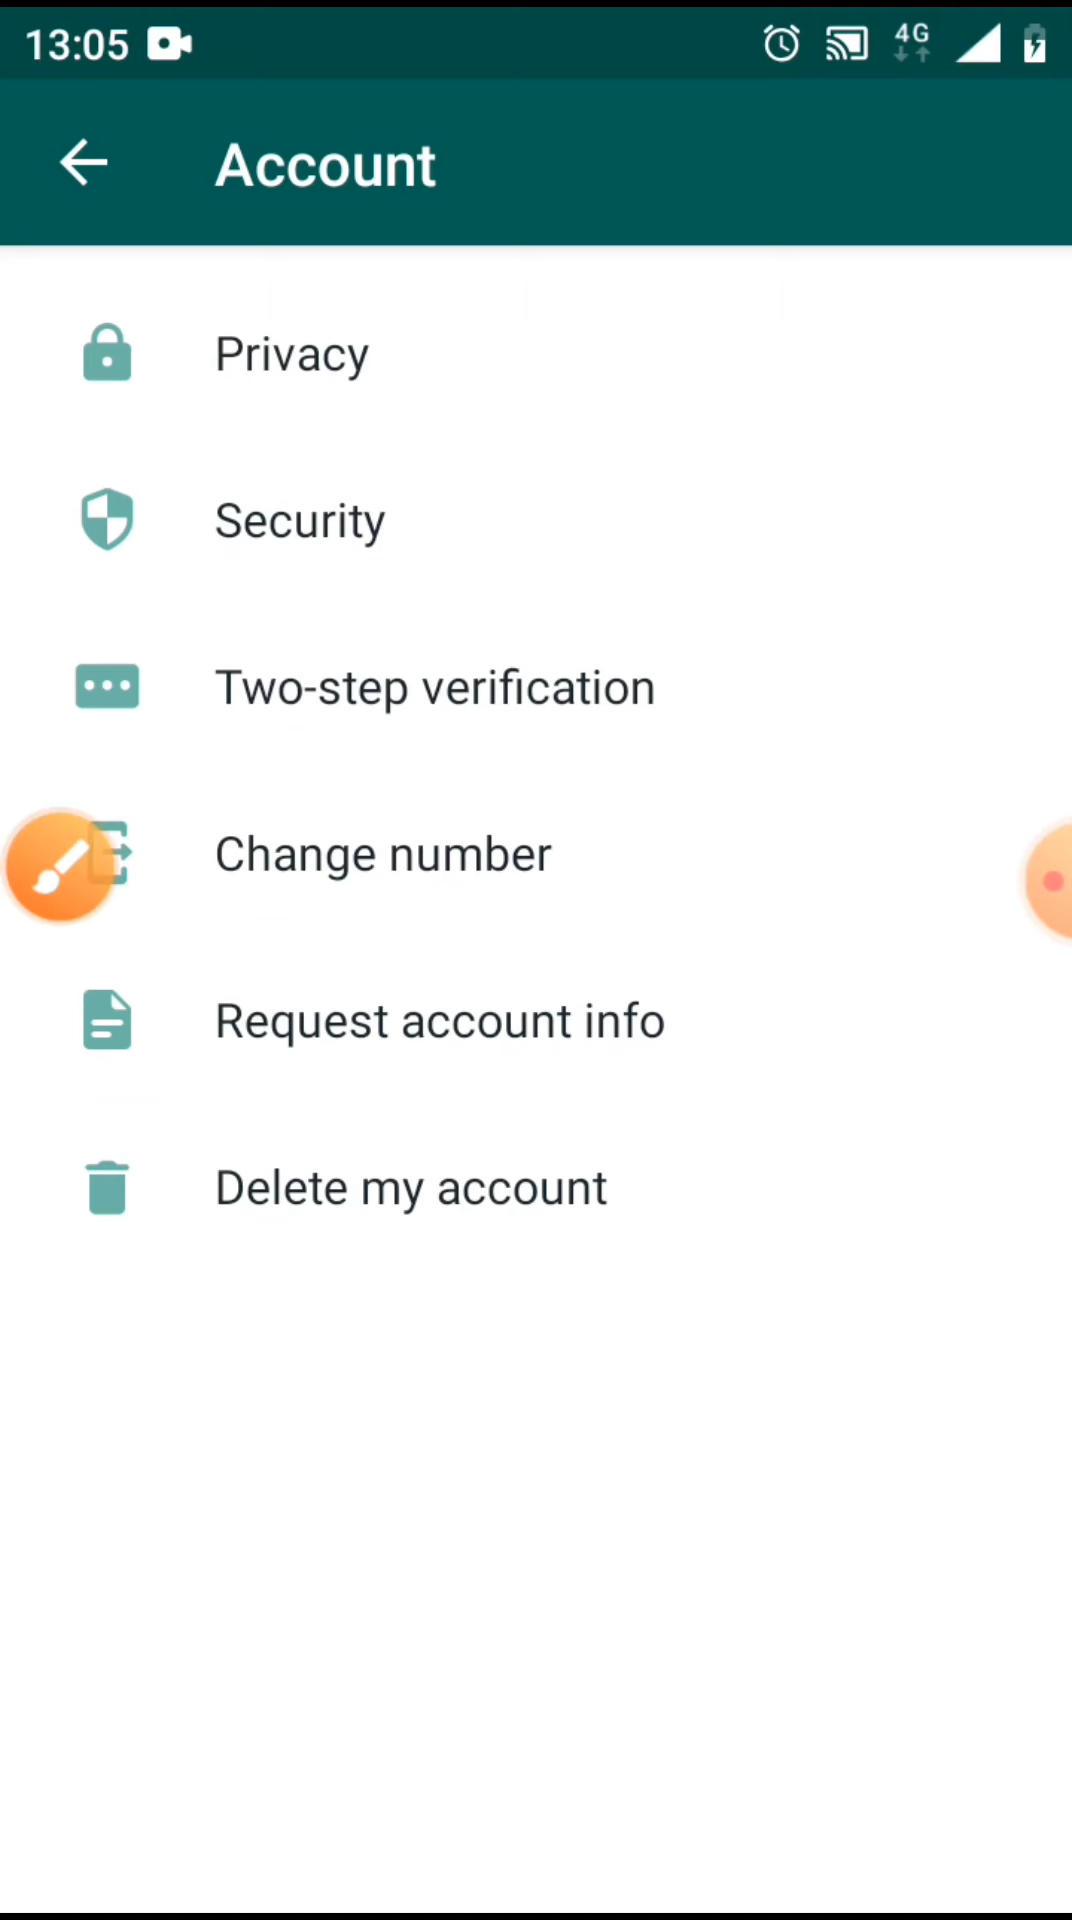 13:05
4G
Account
Privacy
Security
Two-step verification
Change number
Request account info
Delete my account